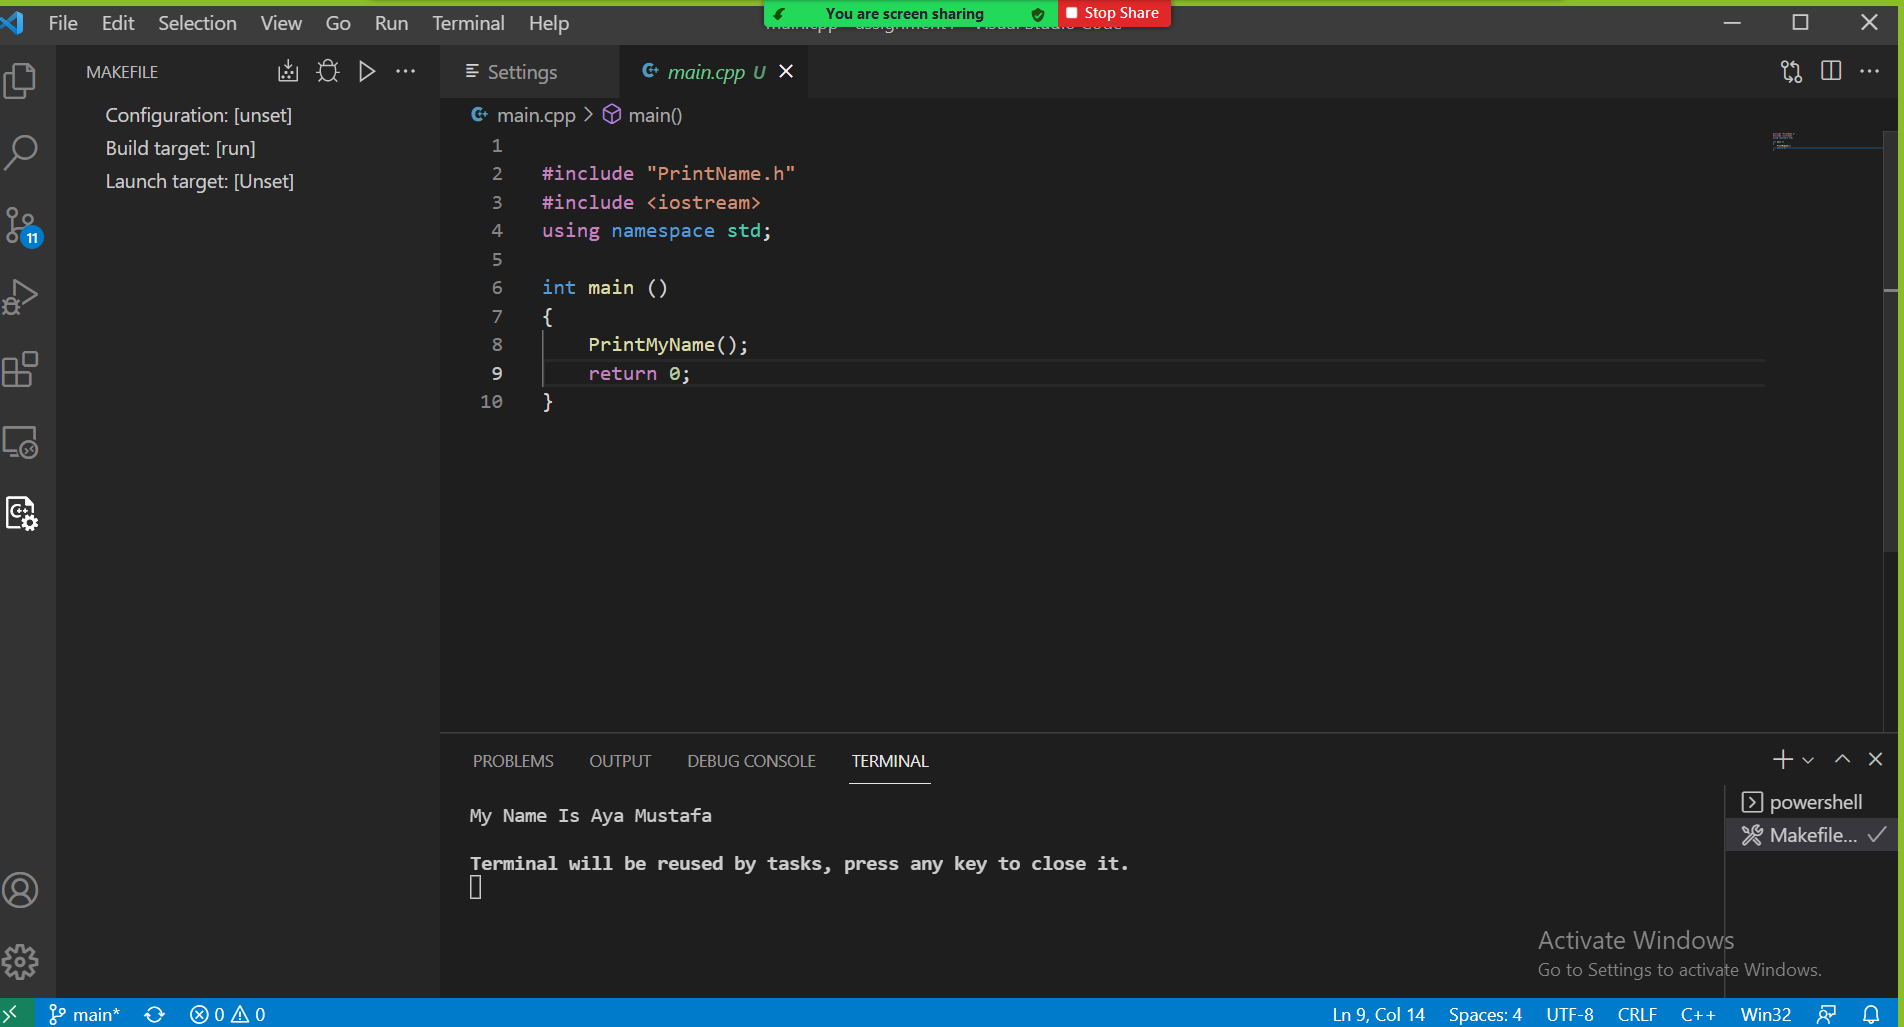 You are screen sharing
Stop Share
File Edit Selection View Go Run Terminal Help
MAKEFILE
Configuration: [unset]
Build target: [run]
Launch target: [Unset]
11
Settings
main.cpp U
main.cpp > main()
1
2 #include "PrintName.h"
3 #include <iostream>
4 using namespace std;
5
6 int main ()
7 {
8 PrintMyName();
9 return 0;
10 }
PROBLEMS OUTPUT DEBUG CONSOLE TERMINAL
My Name Is Aya Mustafa
Terminal will be reused by tasks, press any key to close it.
powershell
Makefile...
Activate Windows
Go to Settings to activate Windows.
main* 0 0
Ln 9, Col 14 Spaces: 4 UTF-8 CRLF C++ Win32